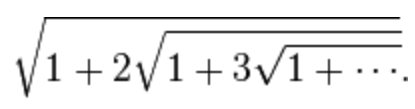 √1 + 2√1 + 3√1 + ⋯.